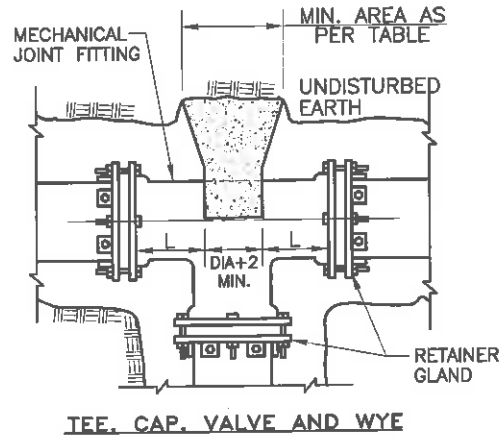 MIN. AREA AS
PER TABLE
MECHANICAL
JOINT FITTING
UNDISTURBED
EARTH
L
DIA+2
MIN.
L
RETAINER
GLAND
TEE, CAP, VALVE AND WYE